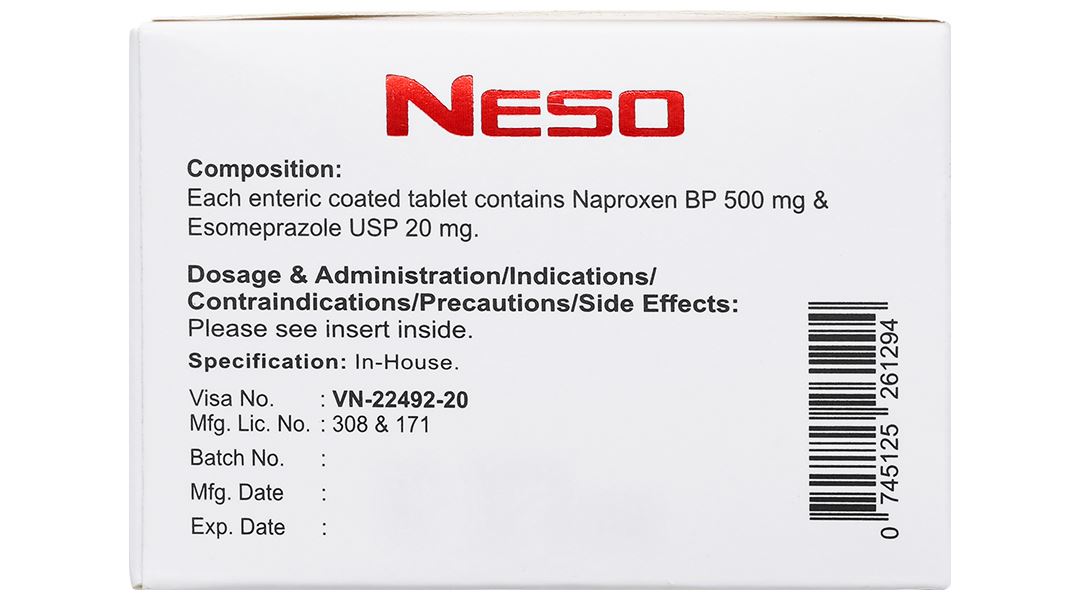 NESO
Composition:
Each enteric coated tablet contains Naproxen BP 500 mg &
Esomeprazole USP 20 mg.
Dosage & Administration/Indications/
Contraindications/Precautions/Side Effects:
Please see insert inside.
Specification: In-House.
Visa No. : VN-22492-20
Mfg. Lic. No. : 308 & 171
Batch No. :
Mfg. Date :
Exp. Date :
0 745125 261294